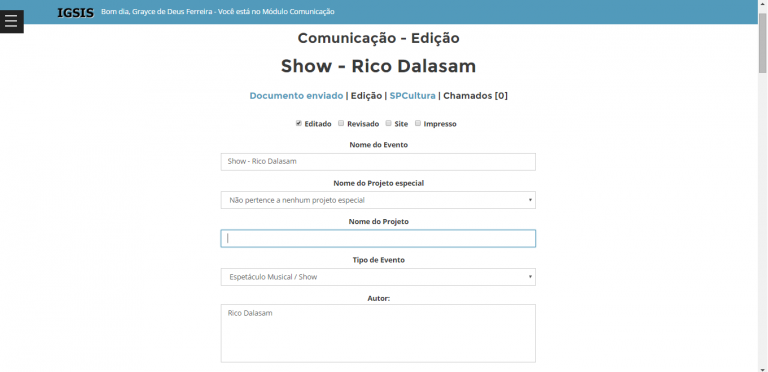 IGSIS Bom dia, Grayce de Deus Ferreira - Você está no Módulo Comunicação
Comunicação - Edição
Show - Rico Dalasam
Documento enviado | Edição | SPCultura | Chamados [0]
Editado Revisado Site Impresso
Nome do Evento
Show - Rico Dalasam
Nome do Projeto especial
Não pertence a nenhum projeto especial
Nome do Projeto
Tipo de Evento
Espetáculo Musical / Show
Autor:
Rico Dalasam